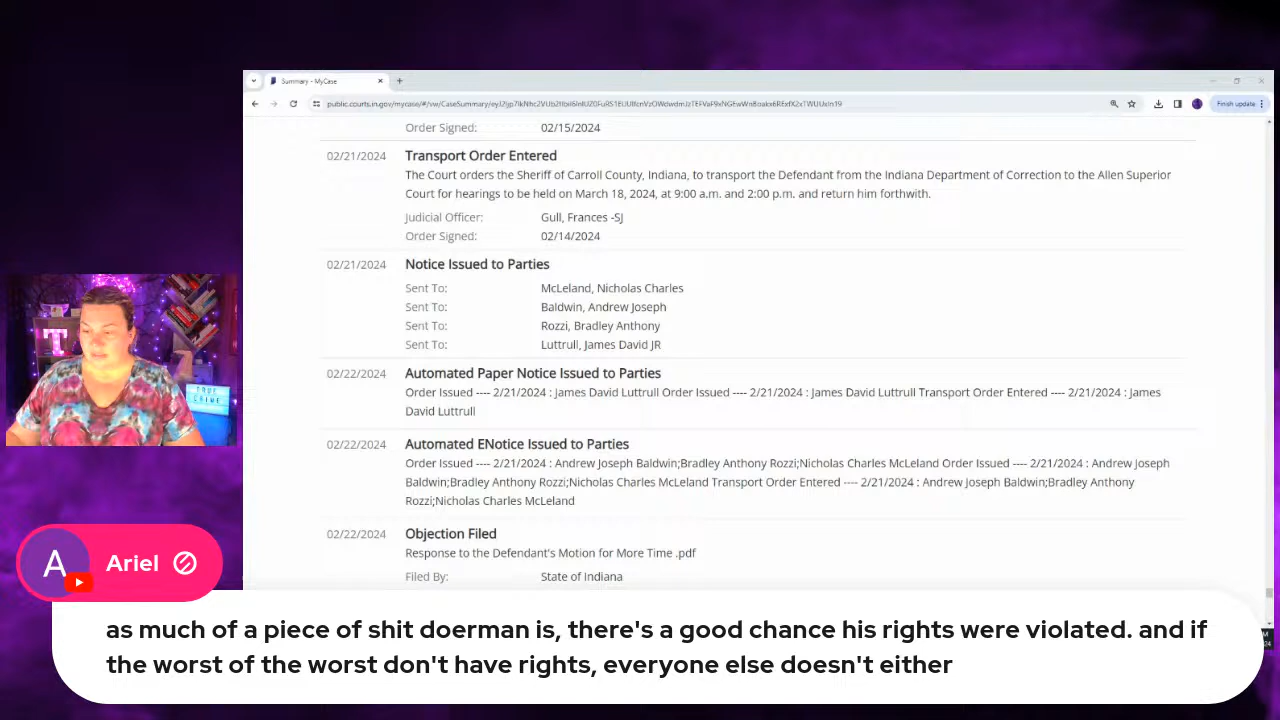 Summary - MyCase
Finish update
Order Signed: 02/15/2024
02/21/2024 Transport Order Entered
The Court orders the Sheriff of Carroll County, Indiana, to transport the Defendant from the Indiana Department of Correction to the Allen Superior
Court for hearings to be held on March 18, 2024, at 9:00 a.m. and 2:00 p.m. and return him forthwith.
Judicial Officer: Gull, Frances -SJ
Order Signed: 02/14/2024
02/21/2024 Notice Issued to Parties
Sent To: McLeland, Nicholas Charles
Sent To: Baldwin, Andrew Joseph
Sent To: Rozzi, Bradley Anthony
Sent To: Luttrull, James David JR
02/22/2024 Automated Paper Notice Issued to Parties
Order Issued ---- 2/21/2024 : James David Luttrull Order Issued ---- 2/21/2024 : James David Luttrull Transport Order Entered ---- 2/21/2024 : James
David Luttrull
02/22/2024 Automated ENotice Issued to Parties
Order Issued ---- 2/21/2024 : Andrew Joseph Baldwin;Bradley Anthony Rozzi;Nicholas Charles McLeland Order Issued ---- 2/21/2024 : Andrew Joseph
Baldwin;Bradley Anthony Rozzi;Nicholas Charles McLeland Transport Order Entered ---- 2/21/2024 : Andrew Joseph Baldwin;Bradley Anthony
Rozzi;Nicholas Charles McLeland
02/22/2024 Objection Filed
Response to the Defendant's Motion for More Time .pdf
Filed By: State of Indiana
T
TRUE
CRIME
A
Ariel
as much of a piece of shit doerman is, there's a good chance his rights were violated. and if
the worst of the worst don't have rights, everyone else doesn't either